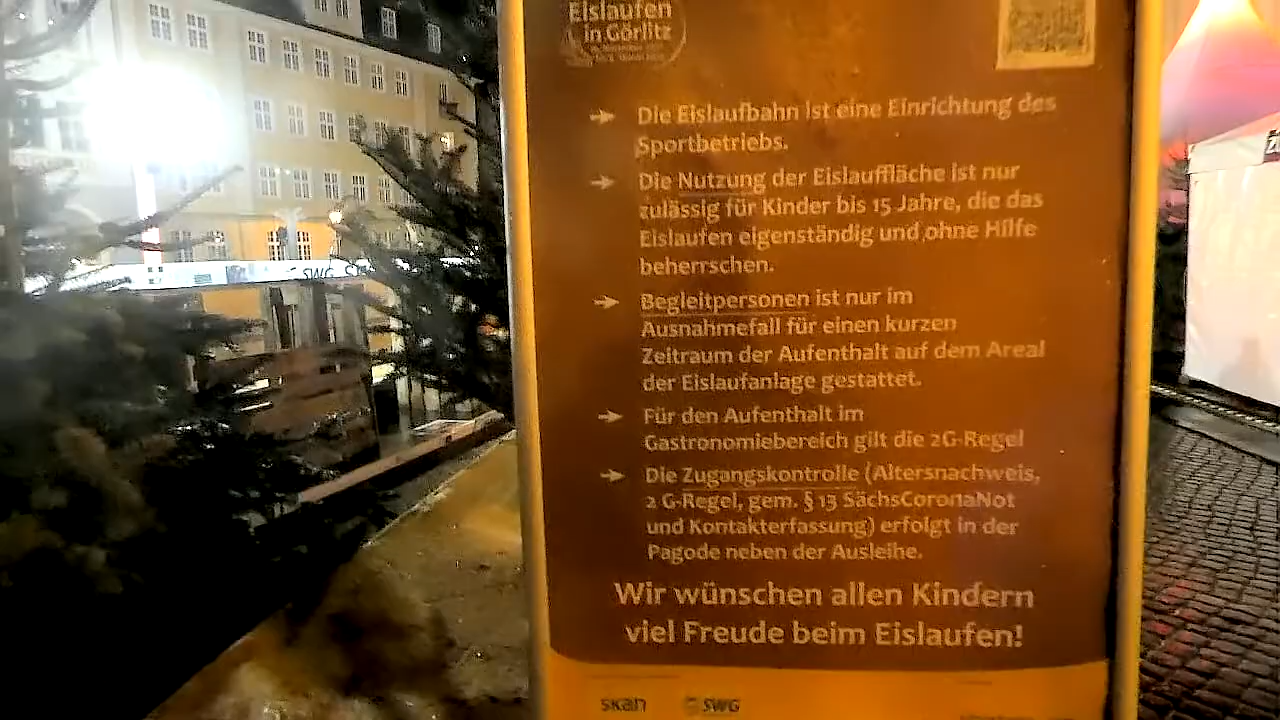 Eislaufen
in Görlitz
Die Eislaufbahn ist eine Einrichtung des
Sportbetriebs.
Die Nutzung der Eislauffläche ist nur
zulässig für Kinder bis 15 Jahre, die das
Eislaufen eigenständig und ohne Hilfe
beherrschen.
Begleitpersonen ist nur im
Ausnahmefall für einen kurzen
Zeitraum der Aufenthalt auf dem Areal
der Eislaufanlage gestattet.
Für den Aufenthalt im
Gastronomiebereich gilt die 2G-Regel
Die Zugangskontrolle (Altersnachweis,
2 G-Regel, gem. § 13 SächsCoronaNot
und Kontakterfassung) erfolgt in der
Pagode neben der Ausleihe.
Wir wünschen allen Kindern
viel Freude beim Eislaufen!
skan SWG
SWG